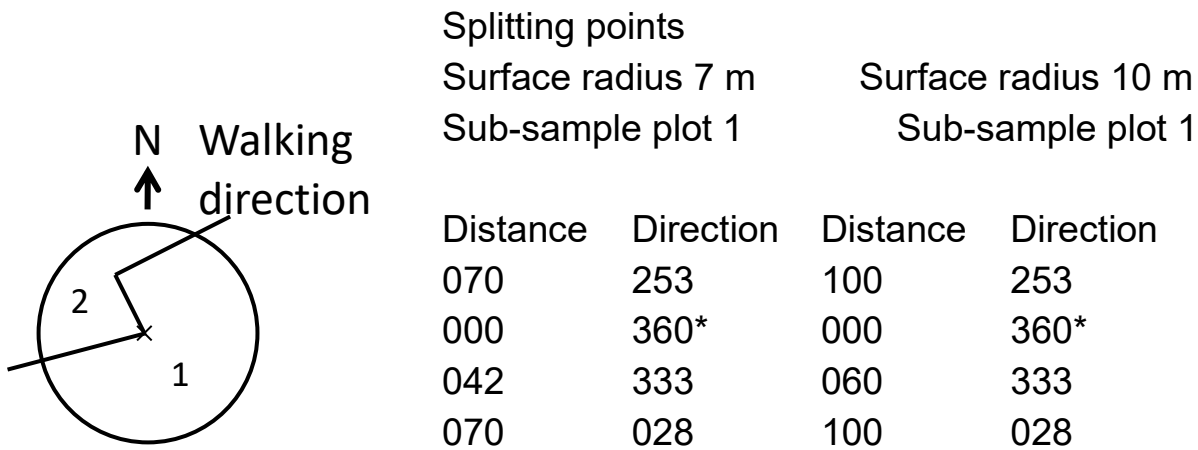 Splitting points
Surface radius 7 m Surface radius 10 m
Sub-sample plot 1 Sub-sample plot 1
N Walking
direction
2
1
Distance Direction Distance Direction
070 253 100 253
000 360* 000 360*
042 333 060 333
070 028 100 028